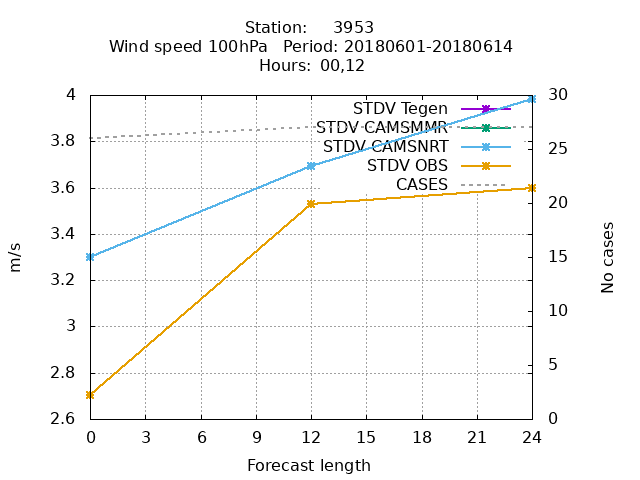 Station: 3953
Wind speed 100hPa Period: 20180601-20180614
Hours: 00,12
4
3.8
3.6
3.4
3.2
3
2.8
2.6
m/s
STDV Tegen
STDV CAMSMMR
STDV CAMSNRT
STDV OBS
CASES
30
25
20
15
10
5
0
No cases
0 3 6 9 12 15 18 21 24
Forecast length